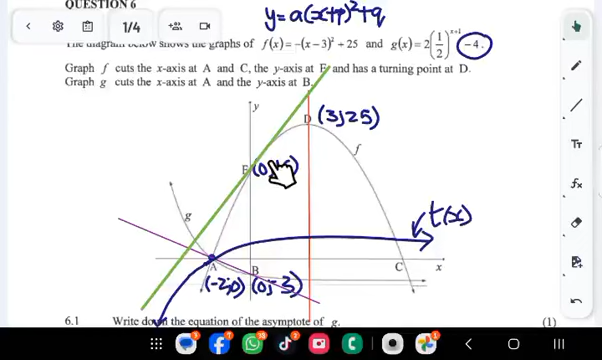 QUESTION 6
y=a(x+p)²+q
1/4
The diagram below shows the graphs of f(x)=−(x−3)²+25 and g(x)=2(1/2)^(x+1) −4.
Graph f cuts the x-axis at A and C, the y-axis at E and has a turning point at D.
Graph g cuts the x-axis at A and the y-axis at B.
y
D (3;25)
E
f
g
t(x)
A
B
C
x
(-2;0) (0;-3)
6.1 Write down the equation of the asymptote of g. (1)
Tt
fx